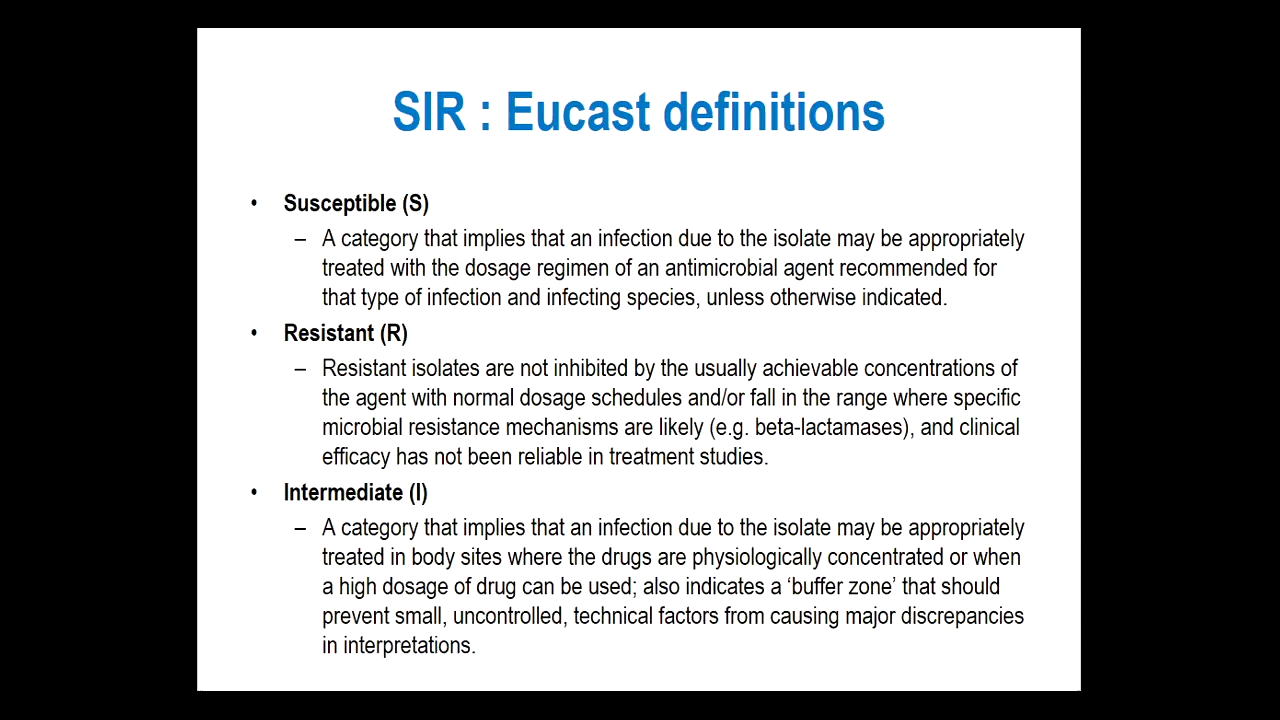 SIR : Eucast definitions
• Susceptible (S)
– A category that implies that an infection due to the isolate may be appropriately
treated with the dosage regimen of an antimicrobial agent recommended for
that type of infection and infecting species, unless otherwise indicated.
• Resistant (R)
– Resistant isolates are not inhibited by the usually achievable concentrations of
the agent with normal dosage schedules and/or fall in the range where specific
microbial resistance mechanisms are likely (e.g. beta-lactamases), and clinical
efficacy has not been reliable in treatment studies.
• Intermediate (I)
– A category that implies that an infection due to the isolate may be appropriately
treated in body sites where the drugs are physiologically concentrated or when
a high dosage of drug can be used; also indicates a ‘buffer zone’ that should
prevent small, uncontrolled, technical factors from causing major discrepancies
in interpretations.